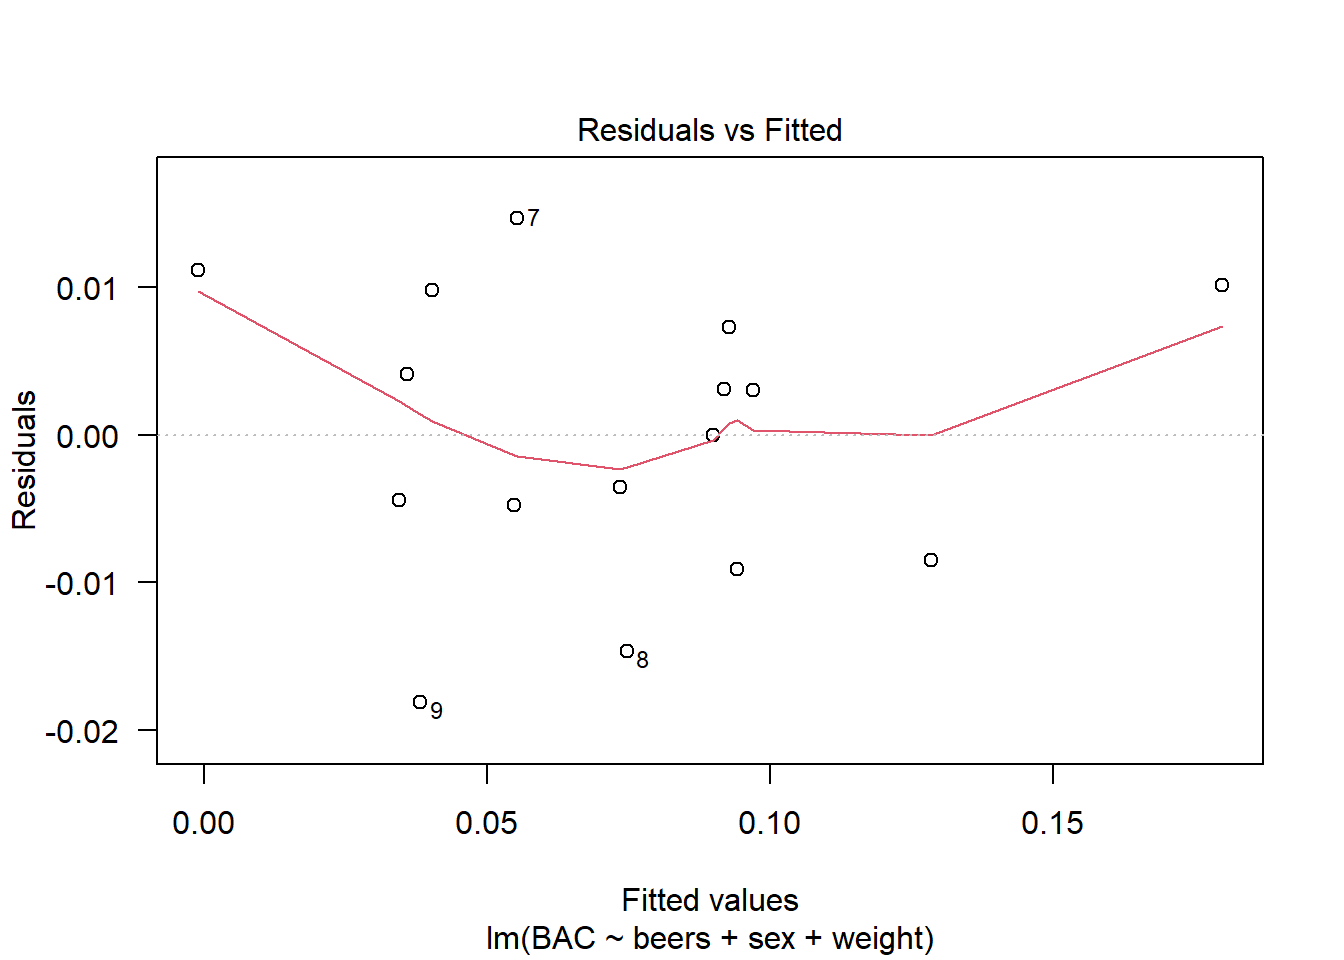 Residuals vs Fitted
Residuals
0.01
0.00
-0.01
-0.02
7
8
9
0.00 0.05 0.10 0.15
Fitted values
lm(BAC ~ beers + sex + weight)